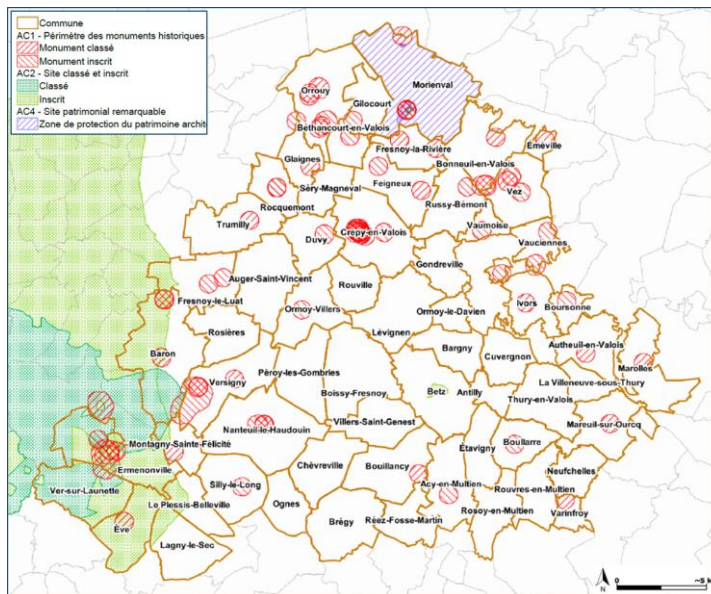 Commune
AC1 - Périmètre des monuments historiques
Monument classé
Monument inscrit
AC2 - Site classé et inscrit
Classé
Inscrit
AC4 - Site patrimonial remarquable
Zone de protection du patrimoine archit
Morienval
Orrouy
Gilocourt
Béthancourt-en-Valois
Fresnoy-la-Rivière
Éméville
Bonneuil-en-Valois
Glaignes
Séry-Magneval
Feigneux
Vez
Rocquemont
Russy-Bémont
Trumilly
Duvy
Crépy-en-Valois
Vaumoise
Vauciennes
Gondreville
Auger-Saint-Vincent
Rouville
Fresnoy-le-Luat
Ivors
Boursonne
Ormoy-Villers
Ormoy-le-Davien
Rosières
Lévignen
Bargny
Autheuil-en-Valois
Baron
Cuvergnon
Marolles
Péroy-les-Gombries
Versigny
La Villeneuve-sous-Thury
Boissy-Fresnoy
Betz
Antilly
Thury-en-Valois
Villers-Saint-Genest
Mareuil-sur-Ourcq
Nanteuil-le-Haudouin
Étavigny
Boullarre
Montagny-Sainte-Félicité
Chèvreville
Bouillancy
Ermenonville
Neufchelles
Silly-le-Long
Acy-en-Multien
Rouvres-en-Multien
Ver-sur-Launette
Le Plessis-Belleville
Ognes
Rosoy-en-Multien
Varinfroy
Ève
Brégy
Réez-Fosse-Martin
Lagny-le-Sec
N
0
~5 k